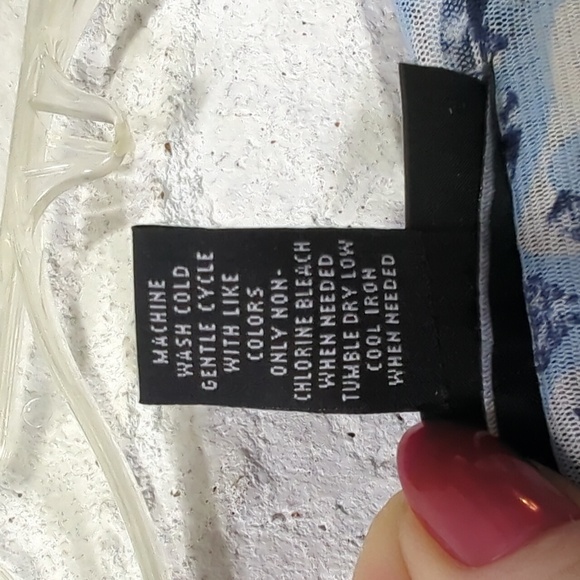 MACHINE
WASH COLD
GENTLE CYCLE
WITH LIKE
COLORS
ONLY NON-
CHLORINE BLEACH
WHEN NEEDED
TUMBLE DRY LOW
COOL IRON
WHEN NEEDED